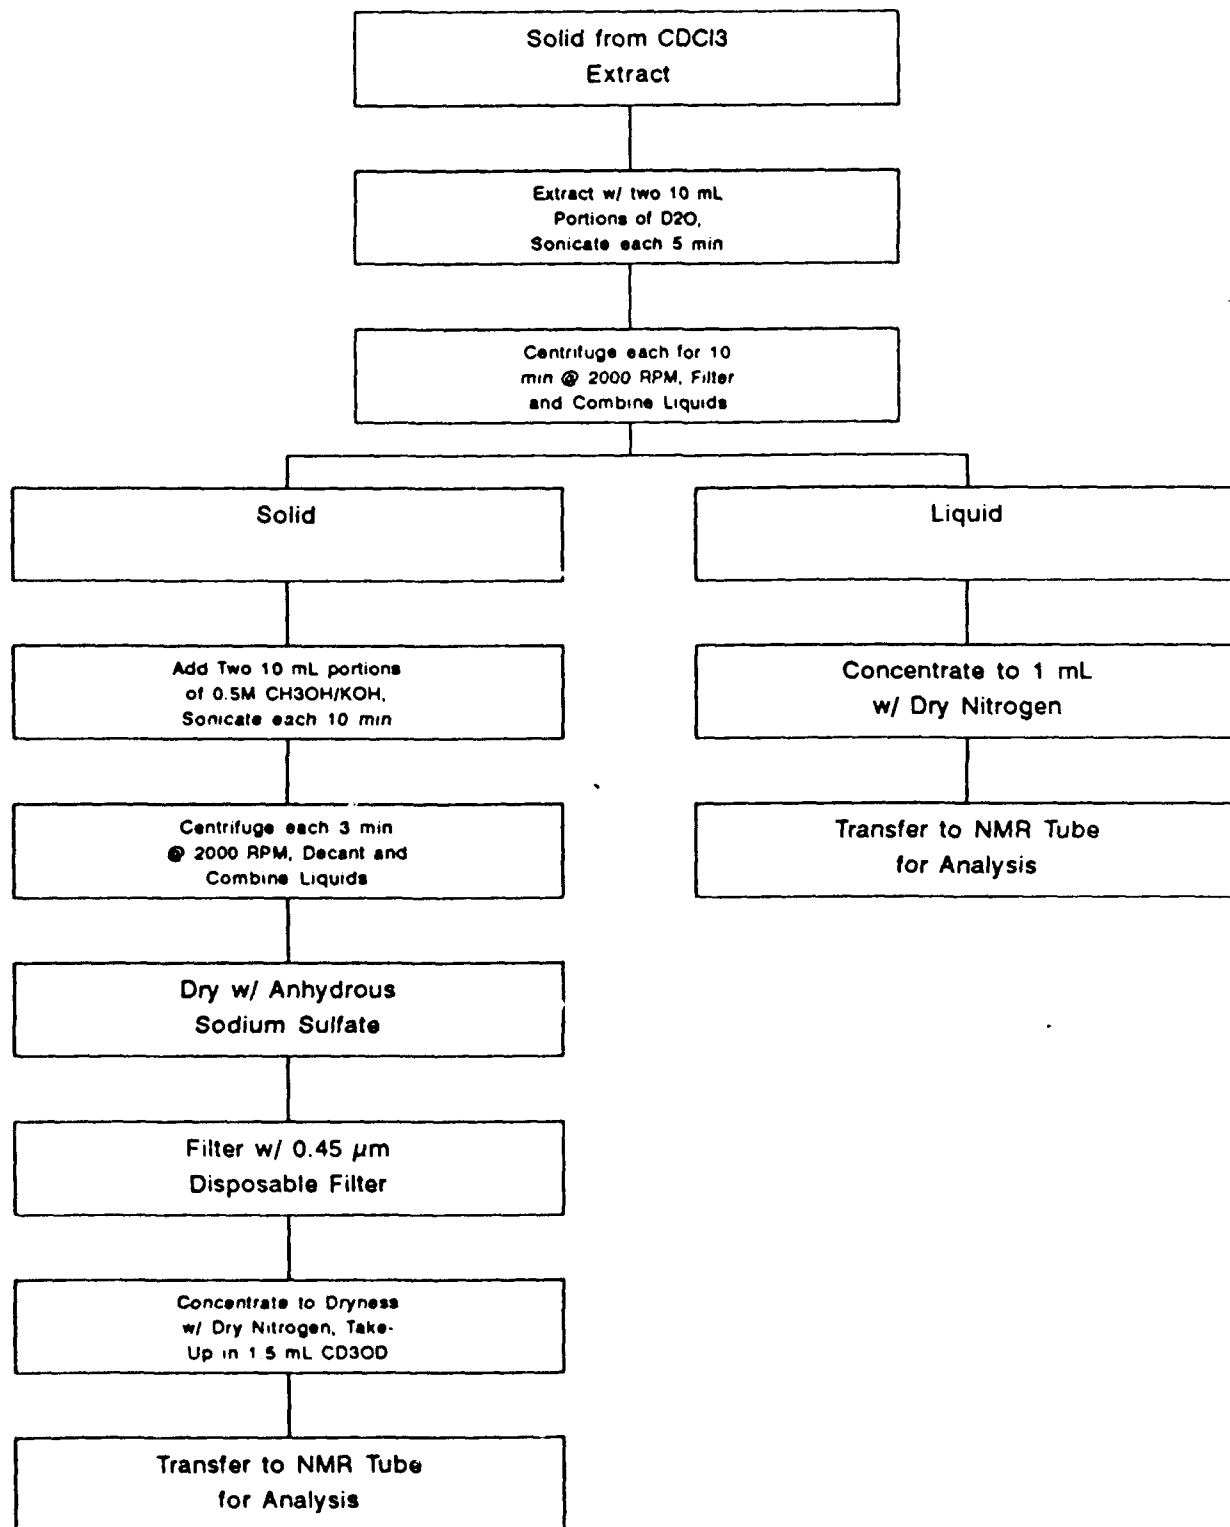 Solid from CDCl3
Extract
Extract w/ two 10 mL
Portions of D2O,
Sonicate each 5 min
Centrifuge each for 10
min @ 2000 RPM, Filter
and Combine Liquids
Solid
Liquid
Add Two 10 mL portions
of 0.5M CH3OH/KOH,
Sonicate each 10 min
Concentrate to 1 mL
w/ Dry Nitrogen
Centrifuge each 3 min
@ 2000 RPM, Decant and
Combine Liquids
Transfer to NMR Tube
for Analysis
Dry w/ Anhydrous
Sodium Sulfate
Filter w/ 0.45 μm
Disposable Filter
Concentrate to Dryness
w/ Dry Nitrogen, Take-
Up in 1.5 mL CD3OD
Transfer to NMR Tube
for Analysis